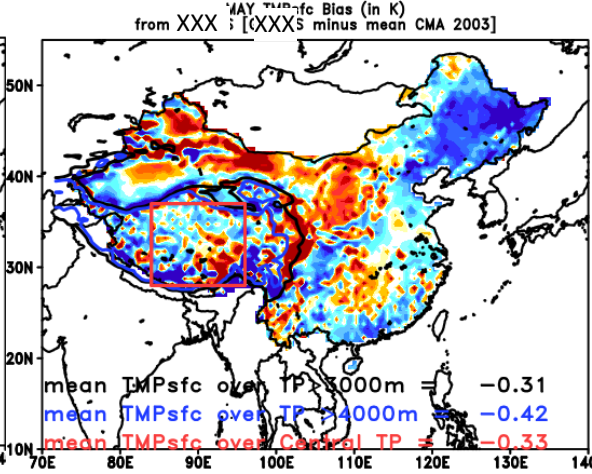 MAY TMPsfc Bias (in K)
from XXX S [XXXS minus mean CMA 2003]
50N
40N
30N
20N
10N
mean TMPsfc over TP>3000m = -0.31
mean TMPsfc over TP >4000m = -0.42
mean TMPsfc over Central TP = -0.33
70E 80E 90E 100E 110E 120E 130E